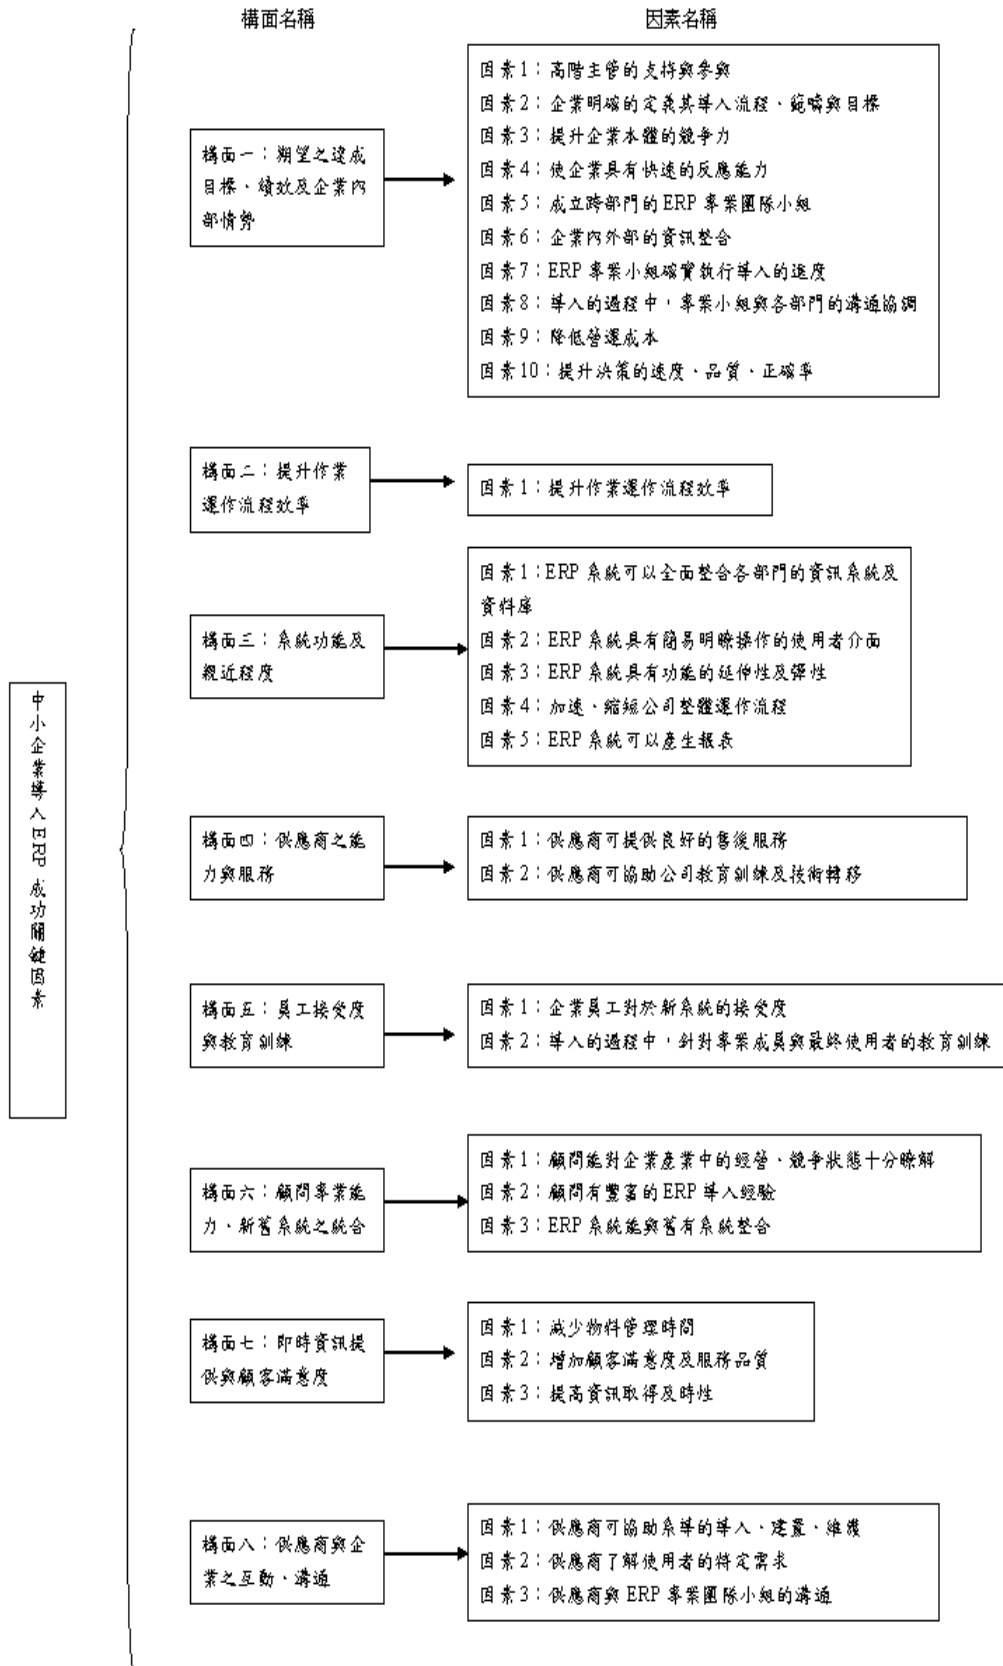 構面名稱
因素名稱
中小企業導入ERP成功關鍵因素
構面一：期望之達成
目標、績效及企業內
部情勢
因素1：高階主管的支持與參與
因素2：企業明確的定義其導入流程、範疇與目標
因素3：提升企業本體的競爭力
因素4：使企業具有快速的反應能力
因素5：成立跨部門的ERP 專案團隊小組
因素6：企業內外部的資訊整合
因素7：ERP 專案小組確實執行導入的進度
因素8：導入的過程中，專案小組與各部門的溝通協調
因素9：降低營運成本
因素10：提升決策的速度、品質、正確率
構面二：提升作業
運作流程效率
因素1：提升作業運作流程效率
構面三：系統功能及
親近程度
因素1：ERP 系統可以全面整合各部門的資訊系統及
資料庫
因素2：ERP 系統具有簡易明瞭操作的使用者介面
因素3：ERP 系統具有功能的延伸性及彈性
因素4：加速、縮短公司整體運作流程
因素5：ERP 系統可以產生報表
構面四：供應商之能
力與服務
因素1：供應商可提供良好的售後服務
因素2：供應商可協助公司教育訓練及技術轉移
構面五：員工接受度
與教育訓練
因素1：企業員工對於新系統的接受度
因素2：導入的過程中，針對專案成員與最終使用者的教育訓練
構面六：顧問專業能
力、新舊系統之統合
因素1：顧問能對企業產業中的經營、競爭狀態十分瞭解
因素2：顧問有豐富的ERP 導入經驗
因素3：ERP 系統能與舊有系統整合
構面七：即時資訊提
供與顧客滿意度
因素1：減少物料管理時間
因素2：增加顧客滿意度及服務品質
因素3：提高資訊取得及時性
構面八：供應商與企
業之互動、溝通
因素1：供應商可協助系導的導入、建置、維護
因素2：供應商了解使用者的特定需求
因素3：供應商與 ERP 專案團隊小組的溝通